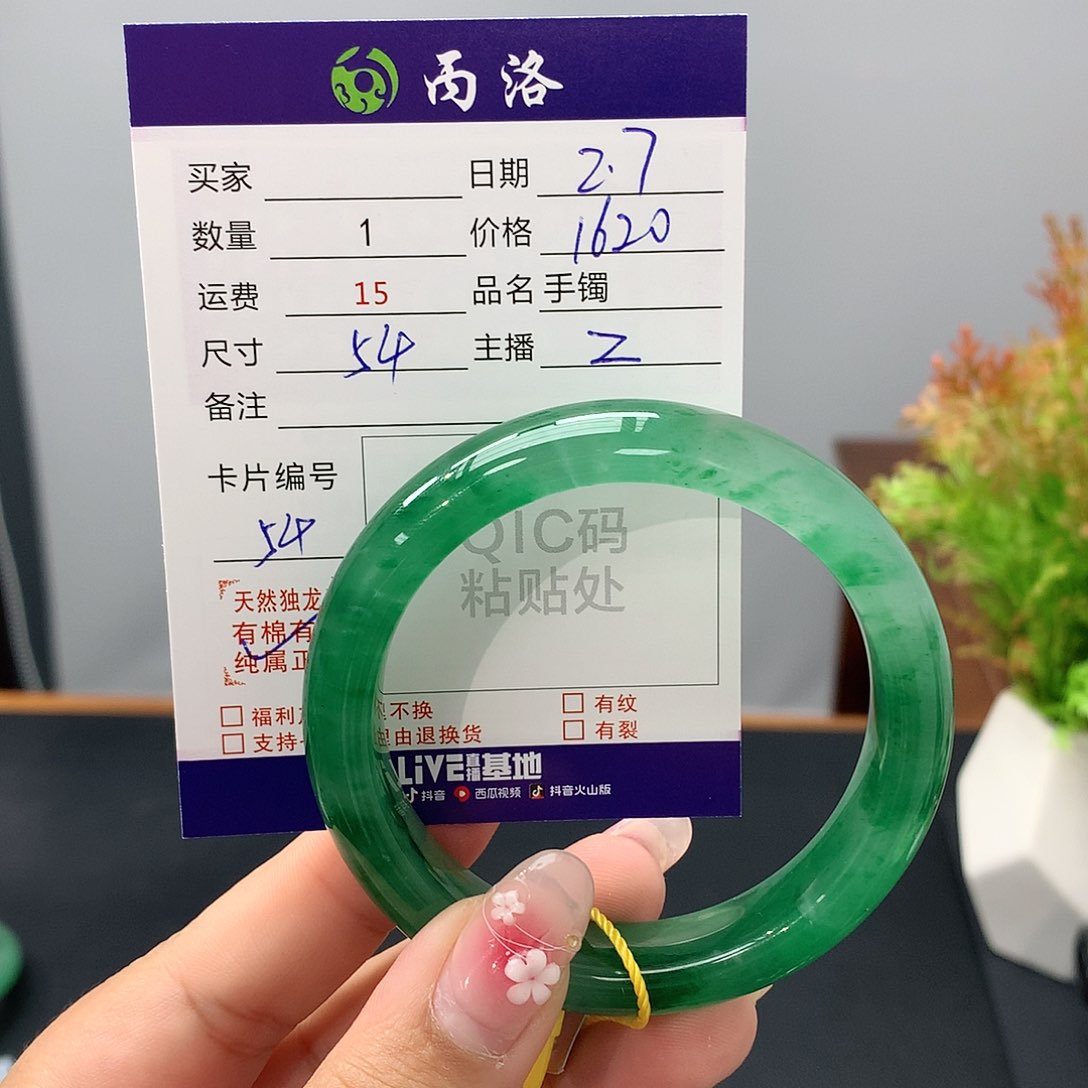 丙洛
买家 日期 2.7
数量 1 价格 1620
运费 15 品名 手镯
尺寸 54 主播 Z
备注
卡片编号
54
QIC码
粘贴处
天然独龙
有棉有
纯属正
福利 不换 有纹
支持 由退换货 有裂
LiVE直播基地
抖音 西瓜视频 抖音火山版